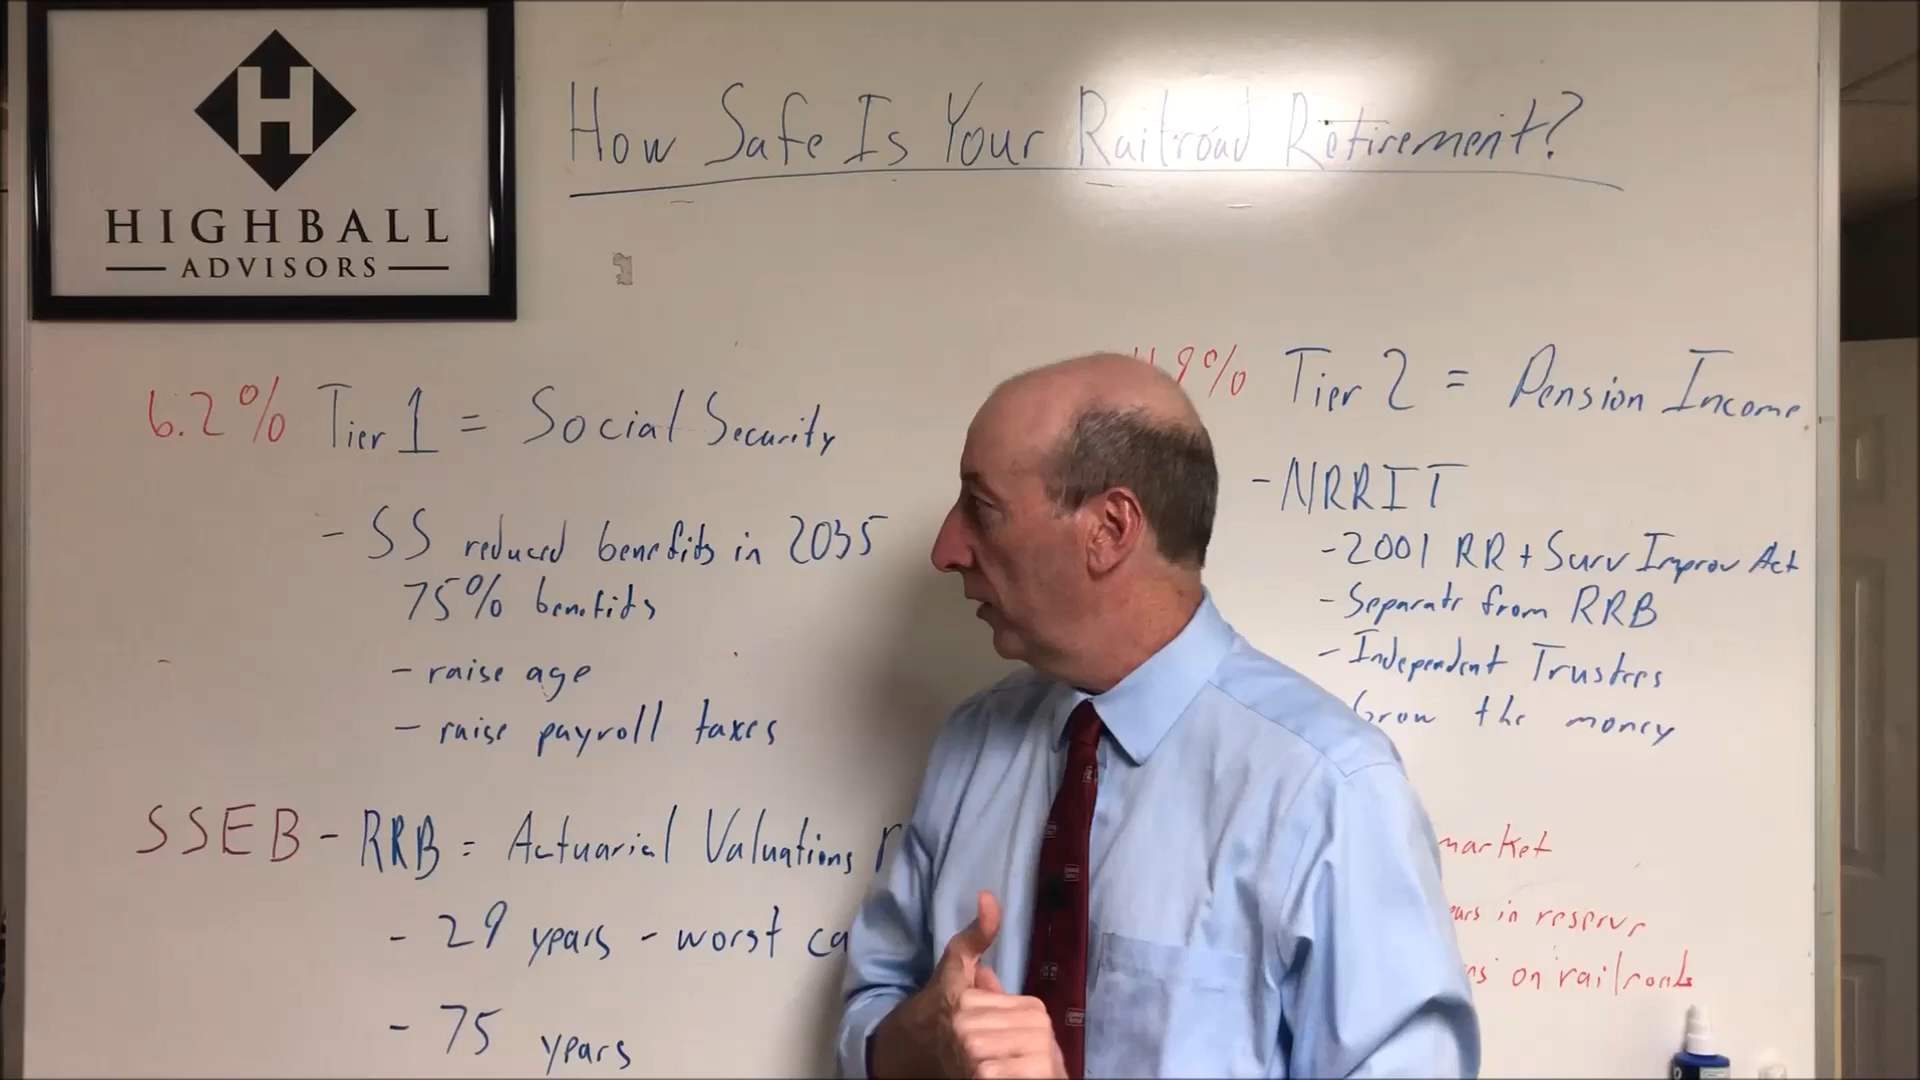 H
HIGHBALL
ADVISORS
How Safe Is Your Railroad Retirement?
6.2% Tier 1 = Social Security
- SS reduced benefits in 2035
75% benefits
- raise age
- raise payroll taxes
SSEB - RRB = Actuarial Valuations
- 29 years - worst
- 75 years
9% Tier 2 = Pension Income
- NRRIT
- 2001 RR + Surv Improv Act
- Separate from RRB
- Independent Trustees
Grow the money
market
in reserve
on railroads